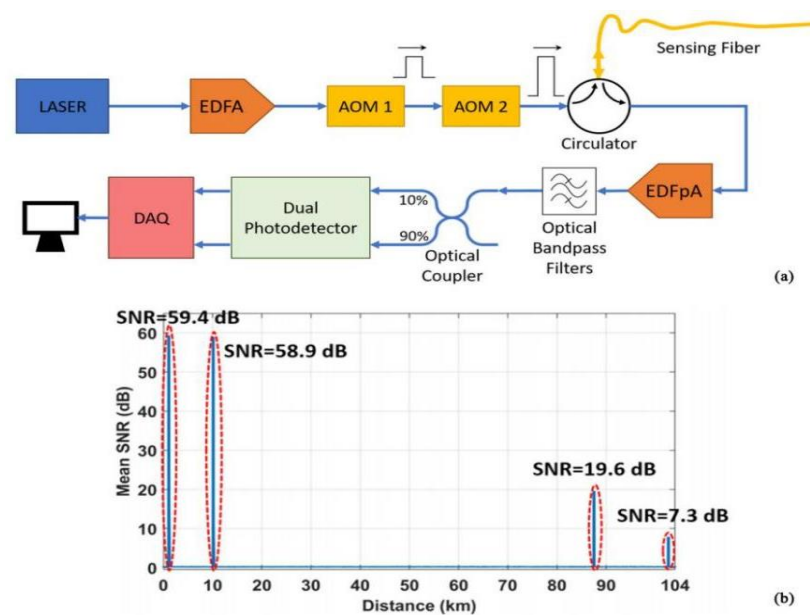 Sensing Fiber
LASER
EDFA
AOM 1
AOM 2
Circulator
DAQ
Dual
Photodetector
10%
90%
Optical
Coupler
Optical
Bandpass
Filters
EDFpA
(a)
SNR=59.4 dB
SNR=58.9 dB
SNR=19.6 dB
SNR=7.3 dB
Mean SNR (dB)
60
50
40
30
20
10
0
0 10 20 30 40 50 60 70 80 90 104
Distance (km)
(b)